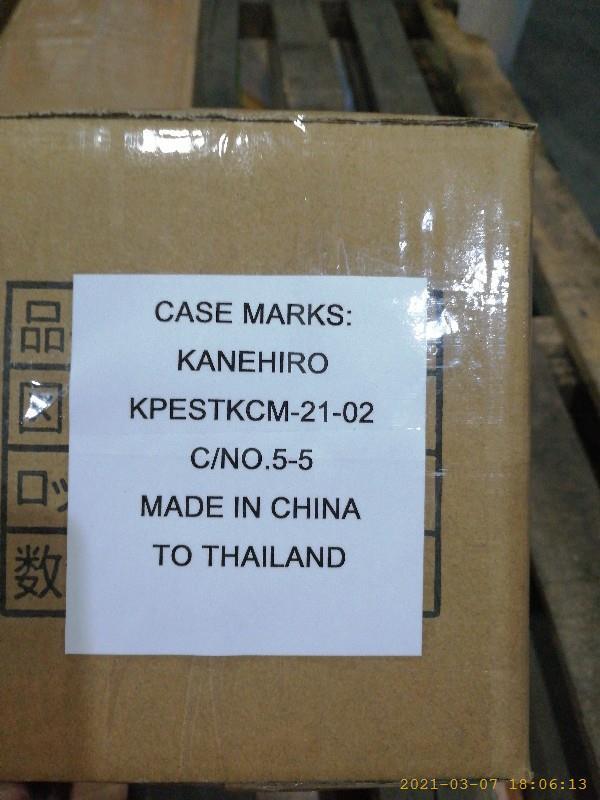 CASE MARKS:
KANEHIRO
KPESTKCM-21-02
C/NO.5-5
MADE IN CHINA
TO THAILAND
品
図
ロッ
数
2021-03-07 18:06:13